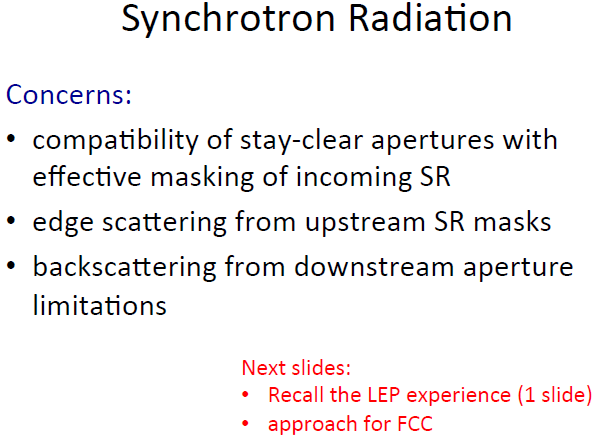 Synchrotron Radiation
Concerns:
• compatibility of stay-clear apertures with
effective masking of incoming SR
• edge scattering from upstream SR masks
• backscattering from downstream aperture
limitations
Next slides:
• Recall the LEP experience (1 slide)
• approach for FCC